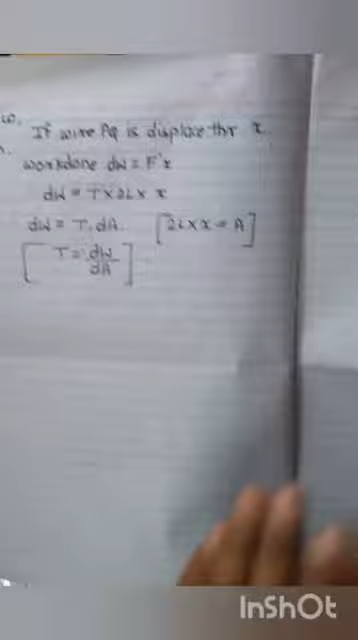 w.
If wire PQ is displace thr x.
workdone dW = F'x
dW = T x 2L x x
dW = T. dA. [2L x x = A]
[T = dW/dA]
InShOt